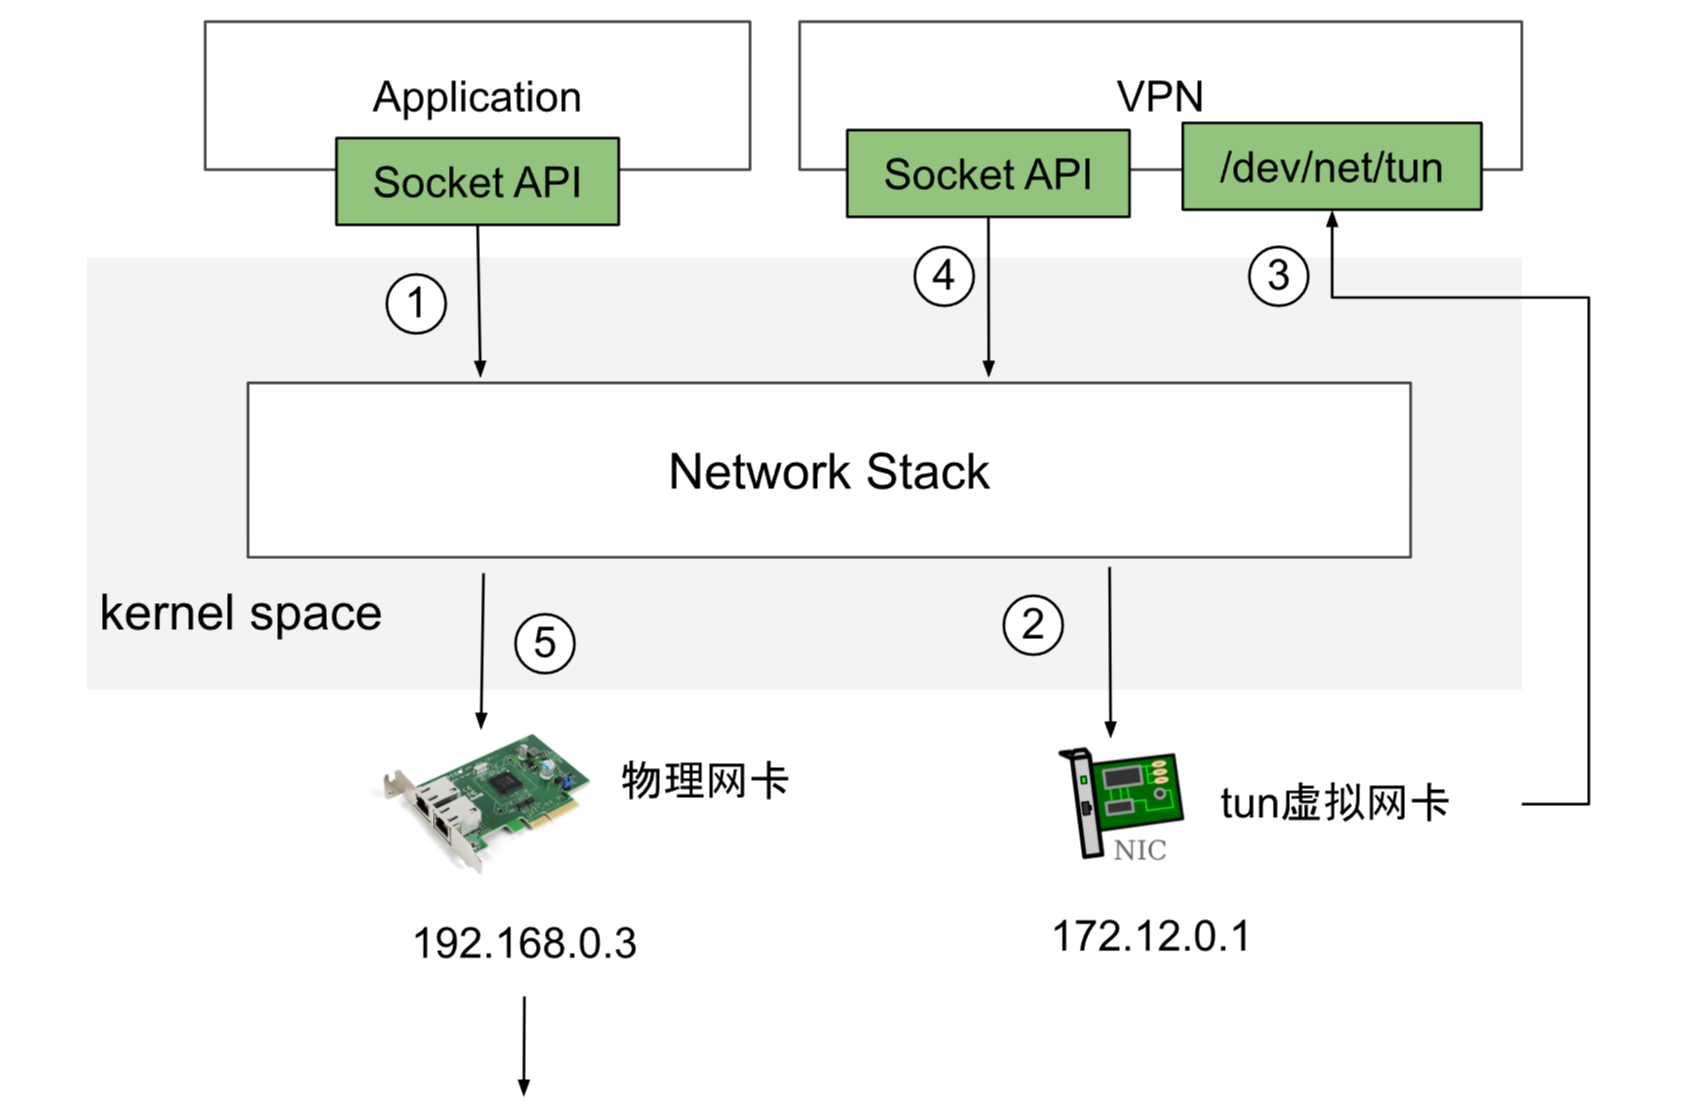 Application
VPN
Socket API
Socket API
/dev/net/tun
1
4
3
Network Stack
kernel space
5
2
物理网卡
tun虚拟网卡
NIC
192.168.0.3
172.12.0.1